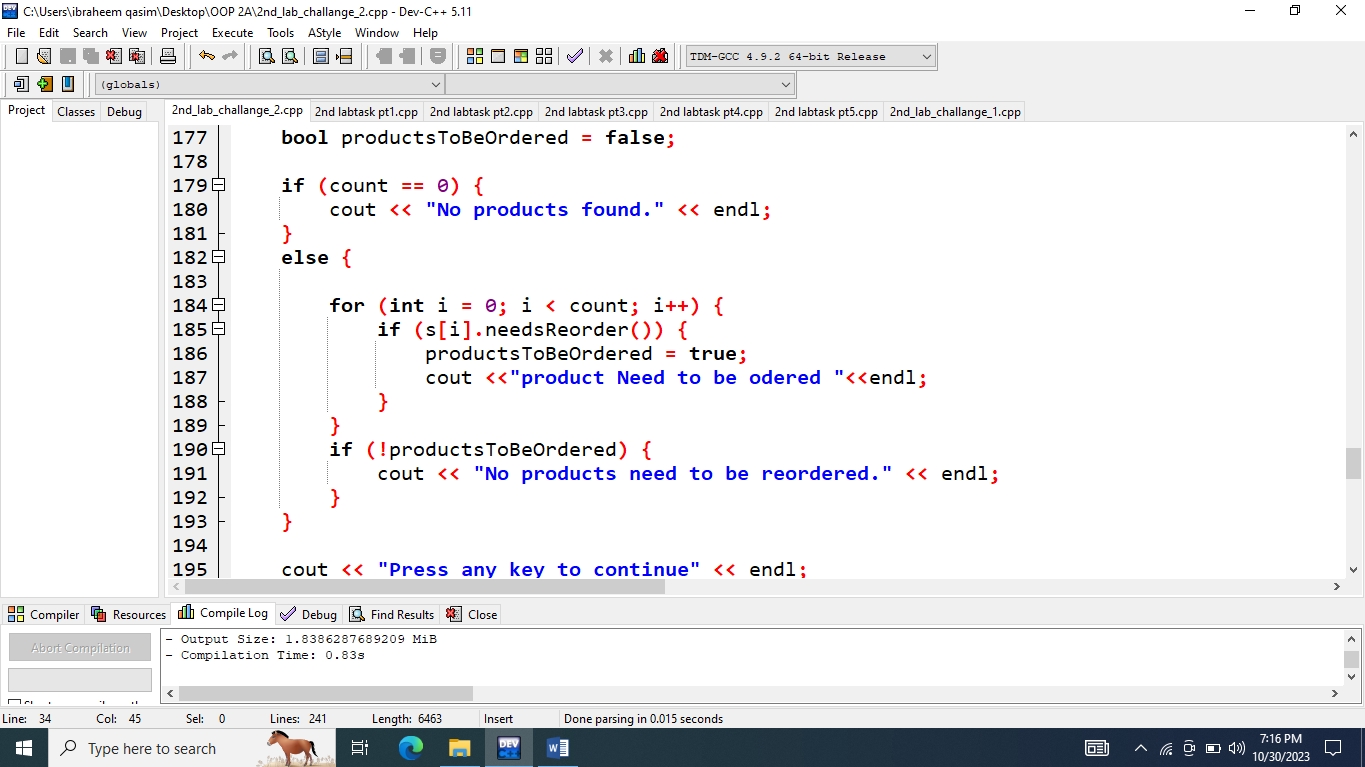 C:\Users\ibraheem qasim\Desktop\OOP 2A\2nd_lab_challange_2.cpp - Dev-C++ 5.11
File Edit Search View Project Execute Tools AStyle Window Help
TDM-GCC 4.9.2 64-bit Release
(globals)
Project Classes Debug 2nd_lab_challange_2.cpp 2nd labtask pt1.cpp 2nd labtask pt2.cpp 2nd labtask pt3.cpp 2nd labtask pt4.cpp 2nd labtask pt5.cpp 2nd_lab_challange_1.cpp
177 bool productsToBeOrdered = false;
178
179 if (count == 0) {
180 cout << "No products found." << endl;
181 }
182 else {
183
184 for (int i = 0; i < count; i++) {
185 if (s[i].needsReorder()) {
186 productsToBeOrdered = true;
187 cout <<"product Need to be odered "<<endl;
188 }
189 }
190 if (!productsToBeOrdered) {
191 cout << "No products need to be reordered." << endl;
192 }
193 }
194
195 cout << "Press any key to continue" << endl;
Compiler Resources Compile Log Debug Find Results Close
Abort Compilation
- Output Size: 1.8386287689209 MiB
- Compilation Time: 0.83s
Line: 34 Col: 45 Sel: 0 Lines: 241 Length: 6463 Insert Done parsing in 0.015 seconds
DEV
Type here to search
7:16 PM
10/30/2023